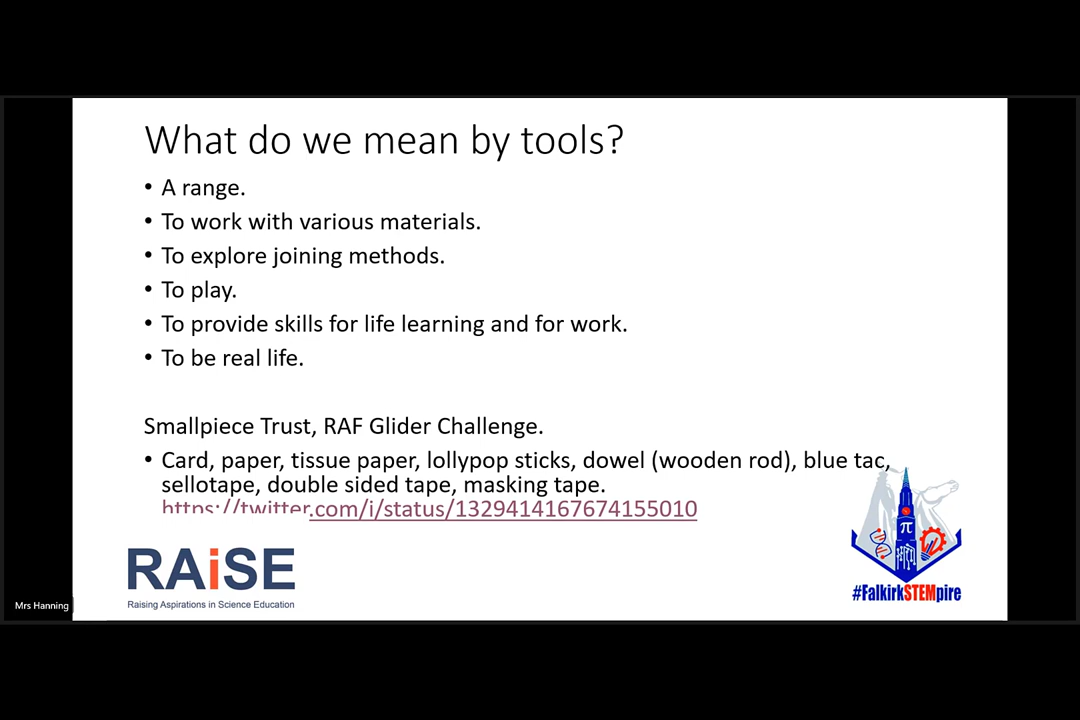 What do we mean by tools?
• A range.
• To work with various materials.
• To explore joining methods.
• To play.
• To provide skills for life learning and for work.
• To be real life.
Smallpiece Trust, RAF Glider Challenge.
• Card, paper, tissue paper, lollypop sticks, dowel (wooden rod), blue tac,
sellotape, double sided tape, masking tape.
https://twitter.com/i/status/1329414167674155010
π
RAiSE
Raising Aspirations in Science Education
#FalkirkSTEMpire
Mrs Hanning